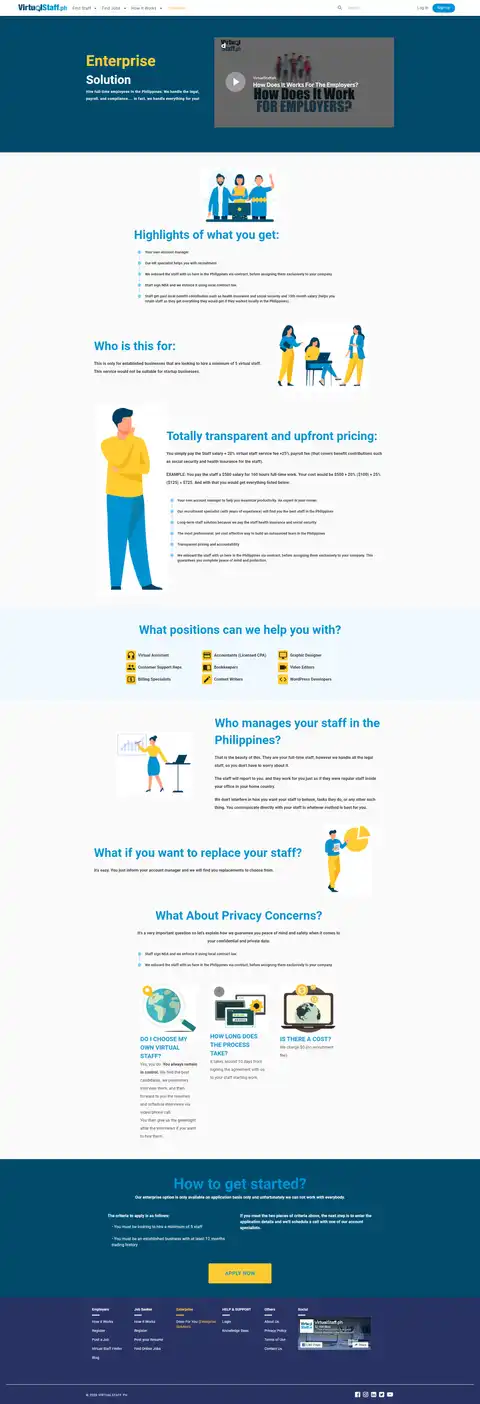 VirtualStaff.ph
Find Staff
Find Jobs
How It Works
Enterprise
Search
Log in
Sign up
Enterprise
Solution
Hire full-time employees in the Philippines: We handle the legal,
payroll, and compliance... in fact, we handle everything for you!
VirtualStaff.ph
How Does It Works For The Employers?
How Does It Work
FOR EMPLOYERS?
Highlights of what you get:
Your own account manager.
Our HR specialist helps you with recruitment
We onboard the staff with us here in the Philippines via contract, before assigning them exclusively to your company.
Staff sign NDA and we enforce it using local contract law.
Staff get paid local benefit contribution such as health insurance and social security and 13th month salary (helps you
retain staff as they get everything they would get if they worked locally in the Philippines).
Who is this for:
This is only for established businesses that are looking to hire a minimum of 5 virtual staff.
This service would not be suitable for startup businesses.
Totally transparent and upfront pricing:
You simply pay the Staff salary + 20% virtual staff service fee +25% payroll fee (that covers benefit contributions such
as social security and health insurance for the staff).
EXAMPLE: You pay the staff a $500 salary for 160 hours full-time work. Your cost would be $500 + 20% ($100) + 25%
($125) = $725. And with that you would get everything listed below.
Your own account manager to help you maximise productivity. An expert in your corner.
Our recruitment specialist (with years of experience) will find you the best staff in the Philippines
Long-term staff solution because we pay the staff health insurance and social security
The most professional, yet cost effective way to build an outsourced team in the Philippines
Transparent pricing and accountability
We onboard the staff with us here in the Philippines via contract, before assigning them exclusively to your company. This
guarantees you complete peace of mind and protection.
What positions can we help you with?
Virtual Assistant
Accountants (Licensed CPA)
Graphic Designer
Customer Support Reps
Bookkeepers
Video Editors
Billing Specialists
Content Writers
WordPress Developers
Who manages your staff in the
Philippines?
That is the beauty of this. They are your full-time staff, however we handle all the legal
stuff, so you don't have to worry about it.
The staff will report to you, and they work for you just as if they were regular staff inside
your office in your home country.
We don't interfere in how you want your staff to behave, tasks they do, or any other such
thing. You communicate directly with your staff in whatever method is best for you.
What if you want to replace your staff?
It's easy. You just inform your account manager and we will find you replacements to choose from.
What About Privacy Concerns?
It's a very important question so let's explain how we guarantee you peace of mind and safety when it comes to
your confidential and private data:
Staff sign NDA and we enforce it using local contract law.
We onboard the staff with us here in the Philippines via contract, before assigning them exclusively to your company
DO I CHOOSE MY
OWN VIRTUAL
STAFF?
Yes, you do. You always remain
in control. We find the best
candidates, we prescreen/
interview them, and then
forward to you the resumes
and schedule interviews via
video/phone call.
You then give us the greenlight
after the interviews if you want
to hire them.
HOW LONG DOES
THE PROCESS
TAKE?
It takes around 14 days from
signing the agreement with us
to your staff starting work.
IS THERE A COST?
We charge $0.00 recruitment
fees.
How to get started?
Our enterprise option is only available on application basis only and unfortunately we can not work with everybody.
The criteria to apply is as follows:
- You must be looking to hire a minimum of 5 staff
- You must be an established business with at least 12 months
trading history
If you meet the two pieces of criteria above, the next step is to enter the
application details and we'll schedule a call with one of our account
specialists.
APPLY NOW
Employers
How It Works
Register
Find a Job
Virtual Staff Finder
Blog
Job Seeker
How It Works
Register
Post your Resume
Find Online Jobs
Enterprise
Done For You (Enterprise
Solution)
HELP & SUPPORT
Login
Knowledge Base
Others
About Us
Privacy Policy
Terms of Use
Contact Us
Social
VirtualStaff.ph